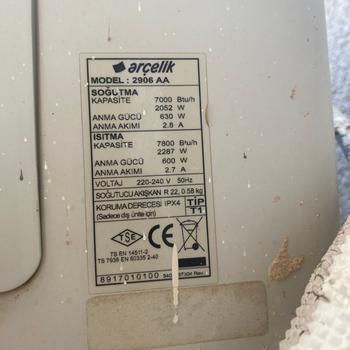 arçelik
MODEL : 2906 AA
SOĞUTMA
KAPASİTE 7000 Btu/h
2052 W
ANMA GÜCÜ 630 W
ANMA AKIMI 2.8 A
ISITMA
KAPASİTE 7800 Btu/h
2287 W
ANMA GÜCÜ 600 W
ANMA AKIMI 2.7 A
VOLTAJ 220-240 V 50Hz
SOĞUTUCU AKIŞKAN R 22, 0.58 kg
KORUMA DERECESİ IPX4 TİP
(Sadece dış ünite için) T1
TSE CE
TS EN 14511-2
TS 7936 EN 60335 2-40
8917010100